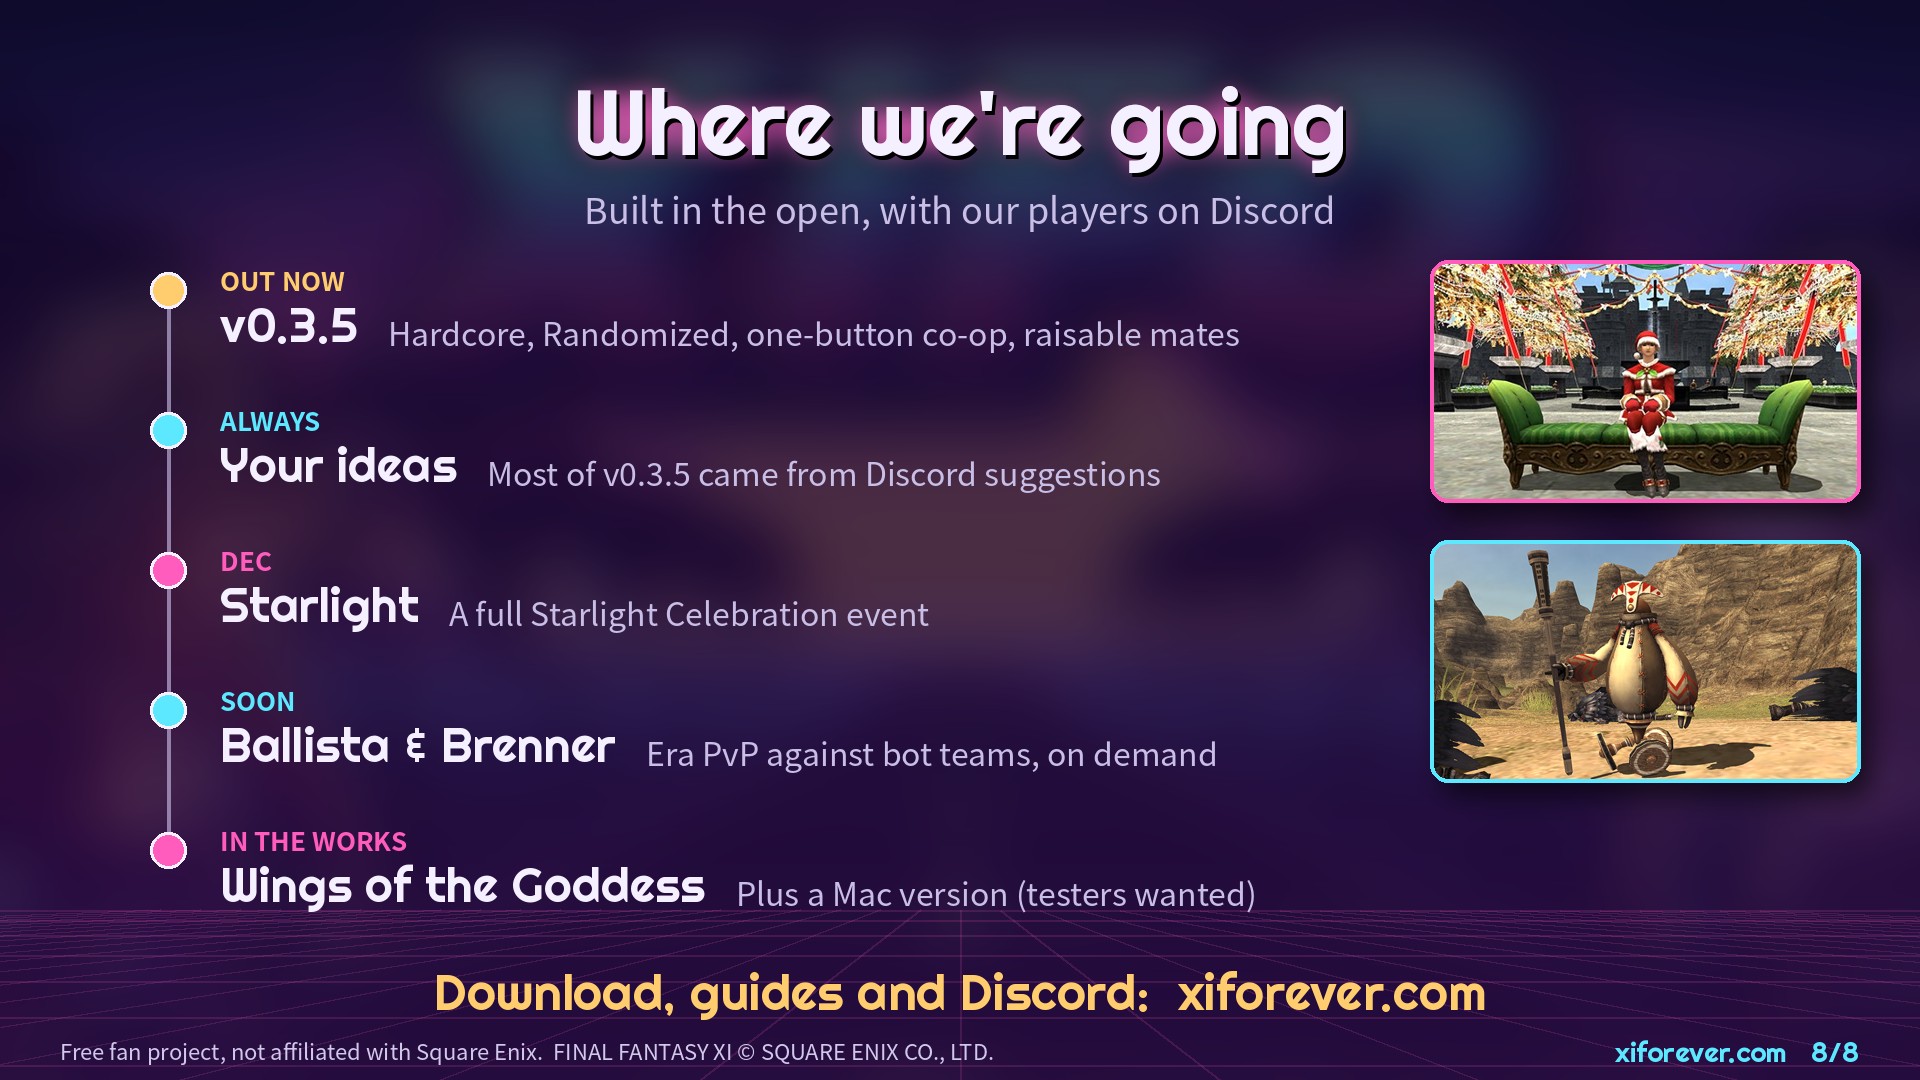 Where we're going
Built in the open, with our players on Discord
OUT NOW
v0.3.5 Hardcore, Randomized, one-button co-op, raisable mates
ALWAYS
Your ideas Most of v0.3.5 came from Discord suggestions
DEC
Starlight A full Starlight Celebration event
SOON
Ballista & Brenner Era PvP against bot teams, on demand
IN THE WORKS
Wings of the Goddess Plus a Mac version (testers wanted)
Download, guides and Discord: xiforever.com
Free fan project, not affiliated with Square Enix. FINAL FANTASY XI © SQUARE ENIX CO., LTD.
xiforever.com 8/8